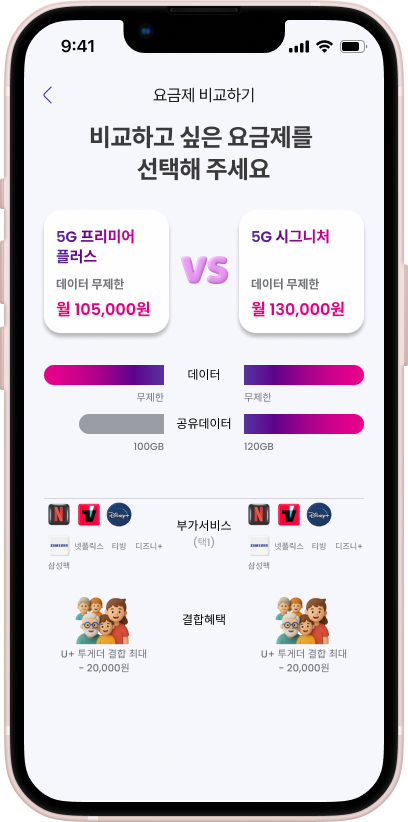 9:41
요금제 비교하기
비교하고 싶은 요금제를
선택해 주세요
5G 프리미어
플러스
데이터 무제한
월 105,000원
VS
5G 시그니처
데이터 무제한
월 130,000원
데이터
무제한
무제한
공유데이터
100GB
120GB
N
Disney+
N
Disney+
부가서비스
(택1)
SAMSUNG
넷플릭스
티빙
디즈니+
삼성팩
SAMSUNG
넷플릭스
티빙
디즈니+
삼성팩
결합혜택
U+ 투게더 결합 최대
- 20,000원
U+ 투게더 결합 최대
- 20,000원